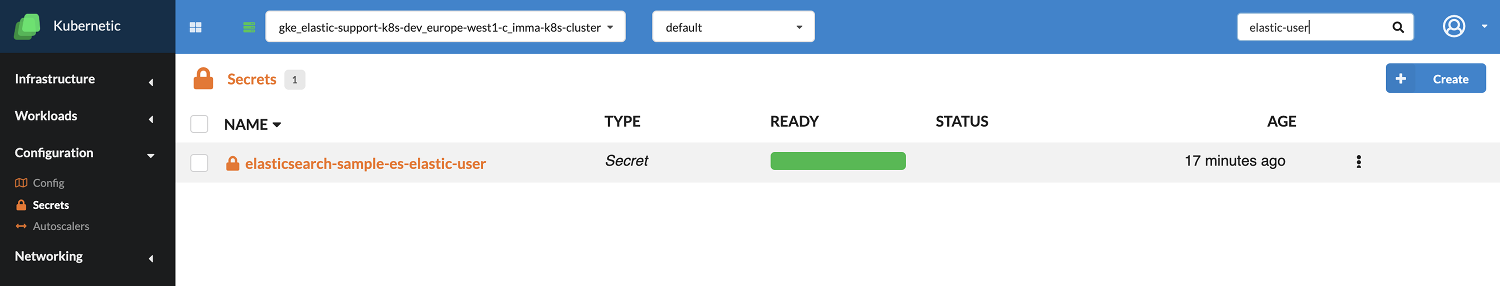 Kubernetic
gke_elastic-support-k8s-dev_europe-west1-c_imma-k8s-cluster
default
elastic-user
Infrastructure
Workloads
Configuration
Config
Secrets
Autoscalers
Networking
Secrets 1
Create
NAME TYPE READY STATUS AGE
elasticsearch-sample-es-elastic-user Secret 17 minutes ago